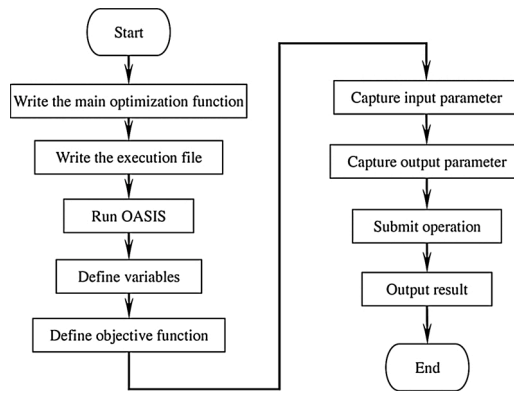 Start
Write the main optimization function
Write the execution file
Run OASIS
Define variables
Define objective function
Capture input parameter
Capture output parameter
Submit operation
Output result
End